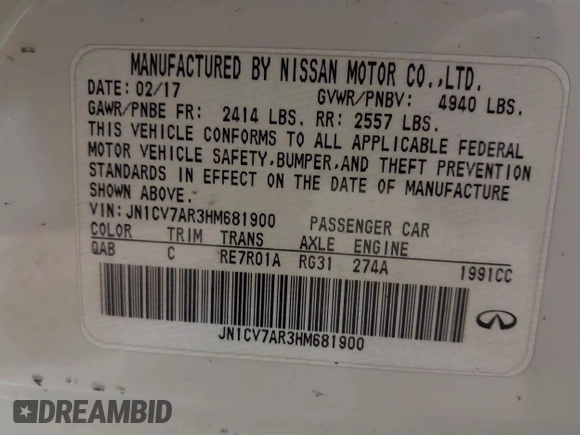 MANUFACTURED BY NISSAN MOTOR CO.,LTD.
DATE: 02/17 GVWR/PNBV: 4940 LBS.
GAWR/PNBE FR: 2414 LBS. RR: 2557 LBS.
THIS VEHICLE CONFORMS TO ALL APPLICABLE FEDERAL
MOTOR VEHICLE SAFETY,BUMPER,AND THEFT PREVENTION
STANDARDS IN EFFECT ON THE DATE OF MANUFACTURE
SHOWN ABOVE.
VIN:JN1CV7AR3HM681900 PASSENGER CAR
COLOR TRIM TRANS AXLE ENGINE
QAB C RE7R01A RG31 274A 1991CC
JN1CV7AR3HM681900
DREAMBID